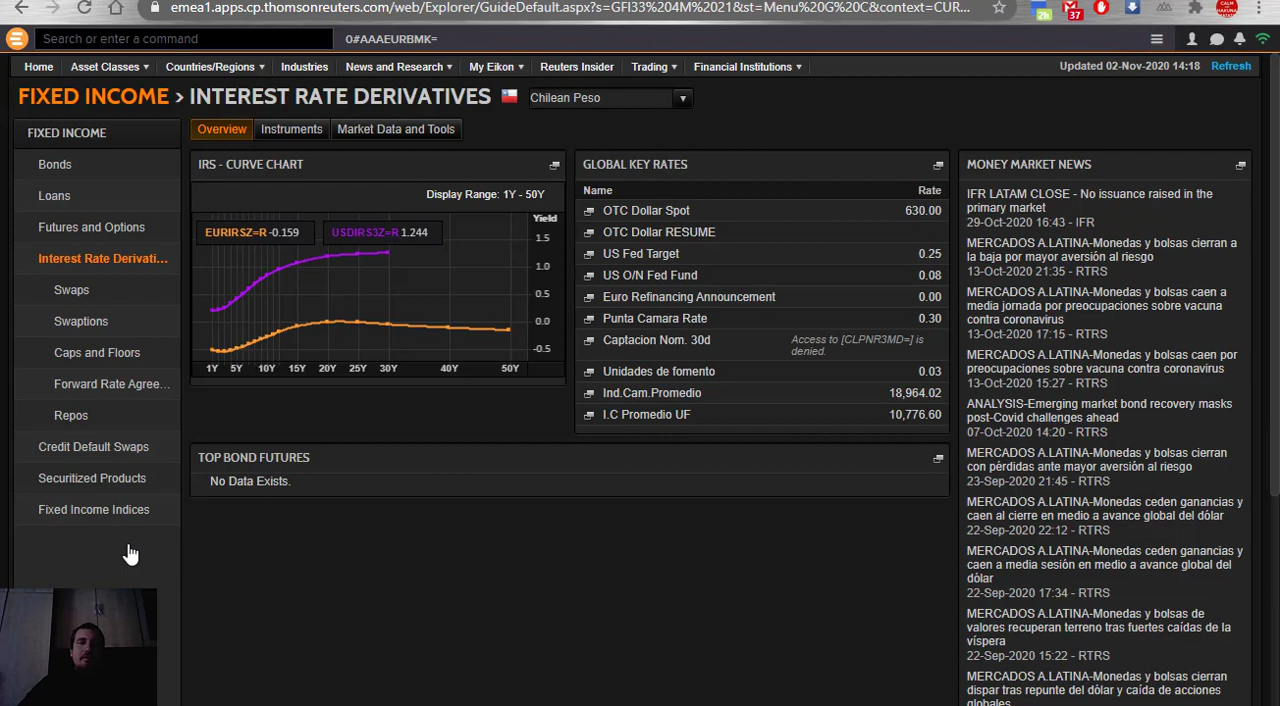 emea1.apps.cp.thomsonreuters.com/web/Explorer/GuideDefault.aspx?s=GFI33%204M%2021&st=Menu%20G%20C&context=CUR...
2h
37
Search or enter a command
0#AAAEURBMK=
Home Asset Classes Countries/Regions Industries News and Research My Eikon Reuters Insider Trading Financial Institutions
Updated 02-Nov-2020 14:18 Refresh
FIXED INCOME > INTEREST RATE DERIVATIVES
Chilean Peso
FIXED INCOME
Bonds
Loans
Futures and Options
Interest Rate Derivati...
Swaps
Swaptions
Caps and Floors
Forward Rate Agree...
Repos
Credit Default Swaps
Securitized Products
Fixed Income Indices
Overview Instruments Market Data and Tools
IRS - CURVE CHART
Display Range: 1Y - 50Y
EURIRSZ=R -0.159
USDIRS3Z=R 1.244
Yield
1.5
1.0
0.5
0.0
-0.5
1Y 5Y 10Y 15Y 20Y 25Y 30Y 40Y 50Y
GLOBAL KEY RATES
Name Rate
OTC Dollar Spot 630.00
OTC Dollar RESUME
US Fed Target 0.25
US O/N Fed Fund 0.08
Euro Refinancing Announcement 0.00
Punta Camara Rate 0.30
Captacion Nom. 30d Access to [CLPNR3MD=] is
denied.
Unidades de fomento 0.03
Ind.Cam.Promedio 18,964.02
I.C Promedio UF 10,776.60
TOP BOND FUTURES
No Data Exists.
MONEY MARKET NEWS
IFR LATAM CLOSE - No issuance raised in the
primary market
29-Oct-2020 16:43 - IFR
MERCADOS A.LATINA-Monedas y bolsas cierran a
la baja por mayor aversión al riesgo
13-Oct-2020 21:35 - RTRS
MERCADOS A.LATINA-Monedas y bolsas caen a
media jornada por preocupaciones sobre vacuna
contra coronavirus
13-Oct-2020 17:15 - RTRS
MERCADOS A.LATINA-Monedas y bolsas caen por
preocupaciones sobre vacuna contra coronavirus
13-Oct-2020 15:27 - RTRS
ANALYSIS-Emerging market bond recovery masks
post-Covid challenges ahead
07-Oct-2020 14:20 - RTRS
MERCADOS A.LATINA-Monedas y bolsas cierran
con pérdidas ante mayor aversión al riesgo
23-Sep-2020 21:45 - RTRS
MERCADOS A.LATINA-Monedas ceden ganancias y
caen al cierre en medio a avance global del dólar
22-Sep-2020 22:12 - RTRS
MERCADOS A.LATINA-Monedas ceden ganancias y
caen a media sesión en medio a avance global del
dólar
22-Sep-2020 17:34 - RTRS
MERCADOS A.LATINA-Monedas y bolsas de
valores recuperan terreno tras fuertes caídas de la
víspera
22-Sep-2020 15:22 - RTRS
MERCADOS A.LATINA-Monedas y bolsas cierran
dispar tras repunte del dólar y caída de acciones
globales